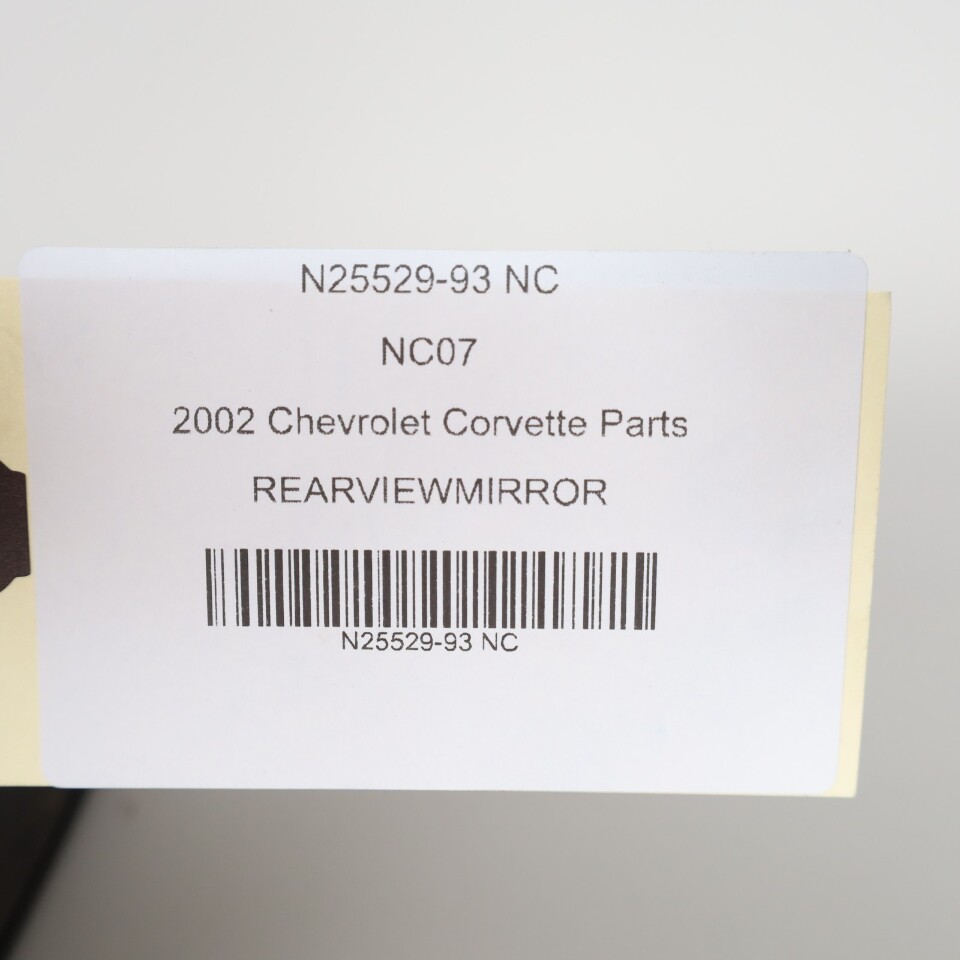 N25529-93 NC
NC07
2002 Chevrolet Corvette Parts
REARVIEWMIRROR
N25529-93 NC